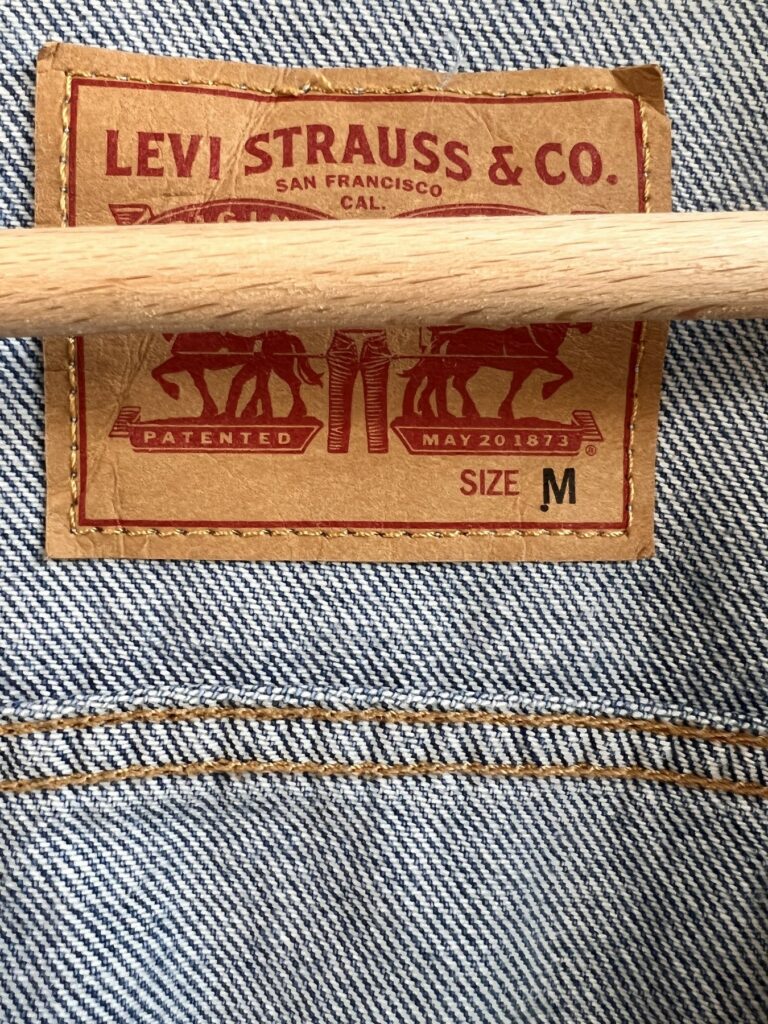 LEVI STRAUSS & CO.
SAN FRANCISCO
CAL.
PATENTED
MAY 20 1873
®
SIZE M